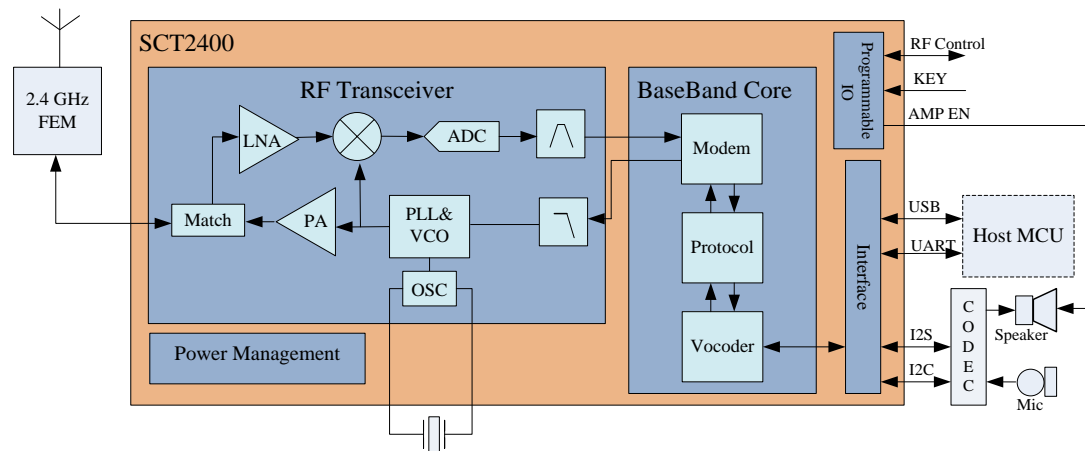 SCT2400
2.4 GHz
FEM
RF Transceiver
LNA
ADC
Match
PA
PLL&
VCO
OSC
Power Management
BaseBand Core
Modem
Protocol
Vocoder
Programmable
IO
Interface
RF Control
KEY
AMP EN
USB
UART
Host MCU
I2S
I2C
CODEC
Speaker
Mic